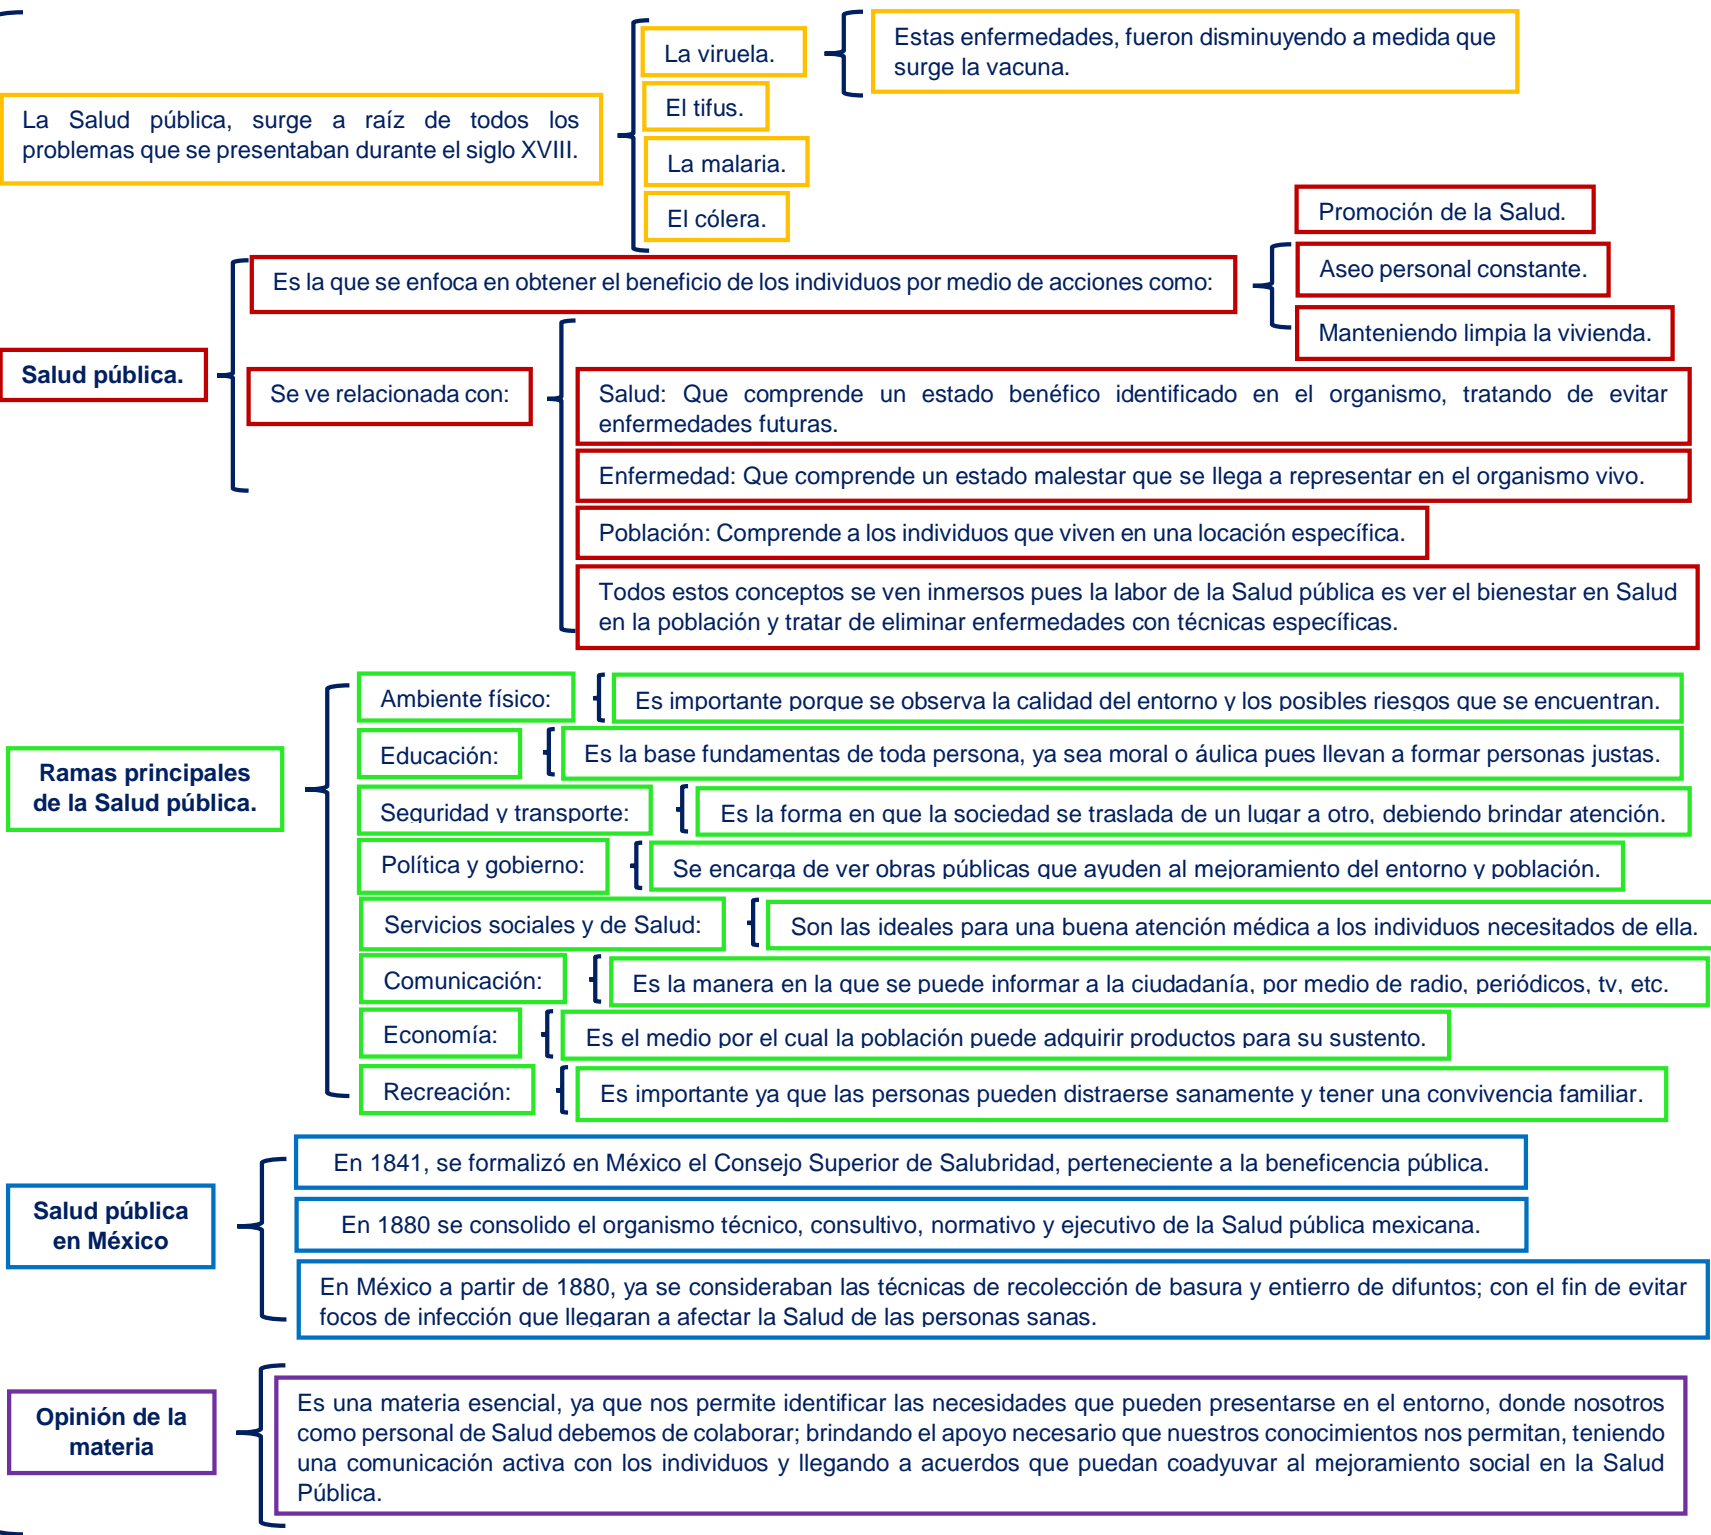 La Salud pública, surge a raíz de todos los
problemas que se presentaban durante el siglo XVIII.
La viruela.
Estas enfermedades, fueron disminuyendo a medida que
surge la vacuna.
El tifus.
La malaria.
El cólera.
Salud pública.
Es la que se enfoca en obtener el beneficio de los individuos por medio de acciones como:
Promoción de la Salud.
Aseo personal constante.
Manteniendo limpia la vivienda.
Se ve relacionada con:
Salud: Que comprende un estado benéfico identificado en el organismo, tratando de evitar
enfermedades futuras.
Enfermedad: Que comprende un estado malestar que se llega a representar en el organismo vivo.
Población: Comprende a los individuos que viven en una locación específica.
Todos estos conceptos se ven inmersos pues la labor de la Salud pública es ver el bienestar en Salud
en la población y tratar de eliminar enfermedades con técnicas específicas.
Ramas principales
de la Salud pública.
Ambiente físico:
Es importante porque se observa la calidad del entorno y los posibles riesgos que se encuentran.
Educación:
Es la base fundamentas de toda persona, ya sea moral o áulica pues llevan a formar personas justas.
Seguridad y transporte:
Es la forma en que la sociedad se traslada de un lugar a otro, debiendo brindar atención.
Política y gobierno:
Se encarga de ver obras públicas que ayuden al mejoramiento del entorno y población.
Servicios sociales y de Salud:
Son las ideales para una buena atención médica a los individuos necesitados de ella.
Comunicación:
Es la manera en la que se puede informar a la ciudadanía, por medio de radio, periódicos, tv, etc.
Economía:
Es el medio por el cual la población puede adquirir productos para su sustento.
Recreación:
Es importante ya que las personas pueden distraerse sanamente y tener una convivencia familiar.
Salud pública
en México
En 1841, se formalizó en México el Consejo Superior de Salubridad, perteneciente a la beneficencia pública.
En 1880 se consolido el organismo técnico, consultivo, normativo y ejecutivo de la Salud pública mexicana.
En México a partir de 1880, ya se consideraban las técnicas de recolección de basura y entierro de difuntos; con el fin de evitar
focos de infección que llegaran a afectar la Salud de las personas sanas.
Opinión de la
materia
Es una materia esencial, ya que nos permite identificar las necesidades que pueden presentarse en el entorno, donde nosotros
como personal de Salud debemos de colaborar; brindando el apoyo necesario que nuestros conocimientos nos permitan, teniendo
una comunicación activa con los individuos y llegando a acuerdos que puedan coadyuvar al mejoramiento social en la Salud
Pública.